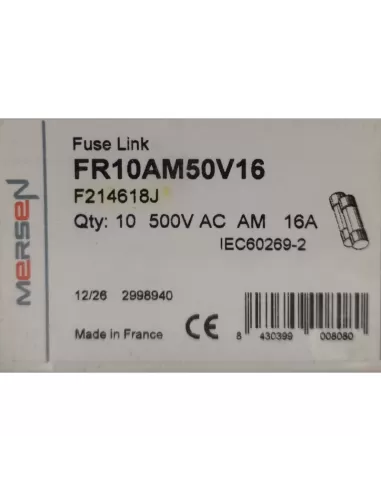 MERSEN
Fuse Link
FR10AM50V16
F214618J
Qty: 10 500V AC AM 16A
IEC60269-2
12/26 2998940
Made in France
CE
8 430399 008080